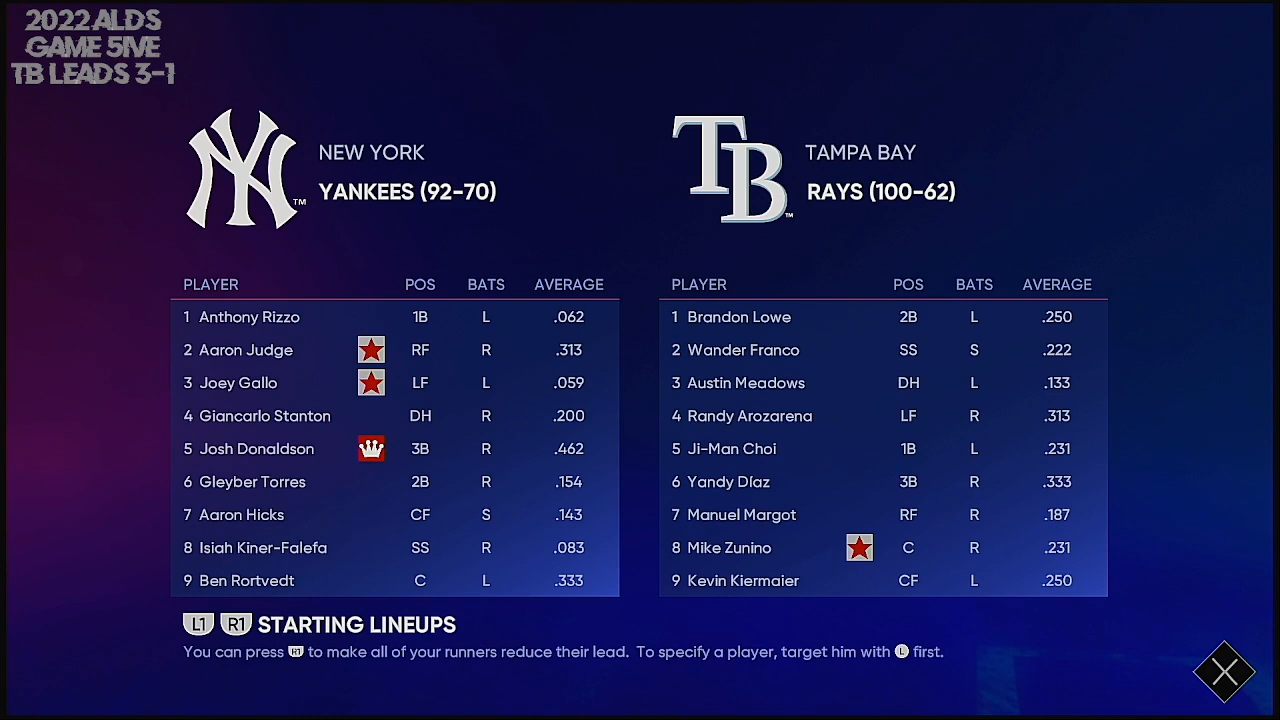 2022 ALDS
GAME 5IVE
TB LEADS 3-1
NY
TM
NEW YORK
YANKEES (92-70)
TB
TM
TAMPA BAY
RAYS (100-62)
PLAYER POS BATS AVERAGE
1 Anthony Rizzo 1B L .062
2 Aaron Judge RF R .313
3 Joey Gallo LF L .059
4 Giancarlo Stanton DH R .200
5 Josh Donaldson 3B R .462
6 Gleyber Torres 2B R .154
7 Aaron Hicks CF S .143
8 Isiah Kiner-Falefa SS R .083
9 Ben Rortvedt C L .333
PLAYER POS BATS AVERAGE
1 Brandon Lowe 2B L .250
2 Wander Franco SS S .222
3 Austin Meadows DH L .133
4 Randy Arozarena LF R .313
5 Ji-Man Choi 1B L .231
6 Yandy Díaz 3B R .333
7 Manuel Margot RF R .187
8 Mike Zunino C R .231
9 Kevin Kiermaier CF L .250
L1 R1 STARTING LINEUPS
You can press R1 to make all of your runners reduce their lead. To specify a player, target him with L first.